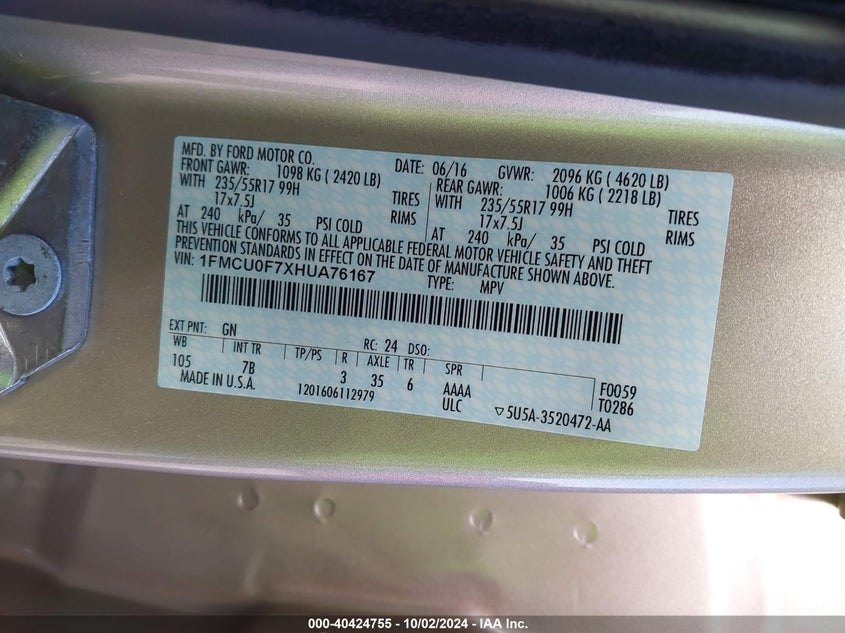 MFD. BY FORD MOTOR CO. DATE: 06/16 GVWR: 2096 KG ( 4620 LB)
FRONT GAWR: 1098 KG ( 2420 LB) REAR GAWR: 1006 KG ( 2218 LB)
WITH 235/55R17 99H TIRES WITH 235/55R17 99H TIRES
17x7.5J RIMS 17x7.5J RIMS
AT 240 kPa/ 35 PSI COLD AT 240 kPa/ 35 PSI COLD
THIS VEHICLE CONFORMS TO ALL APPLICABLE FEDERAL MOTOR VEHICLE SAFETY AND THEFT
PREVENTION STANDARDS IN EFFECT ON THE DATE OF MANUFACTURE SHOWN ABOVE.
VIN: 1FMCU0F7XHUA76167 TYPE: MPV
EXT PNT: GN RC: 24 DSO:
WB INT TR TP/PS R AXLE TR SPR
105 7B 3 35 6 AAAA F0059
MADE IN U.S.A. 1201606112979 ULC T0286
▽5U5A-3520472-AA
000-40424755 - 10/02/2024 - IAA Inc.